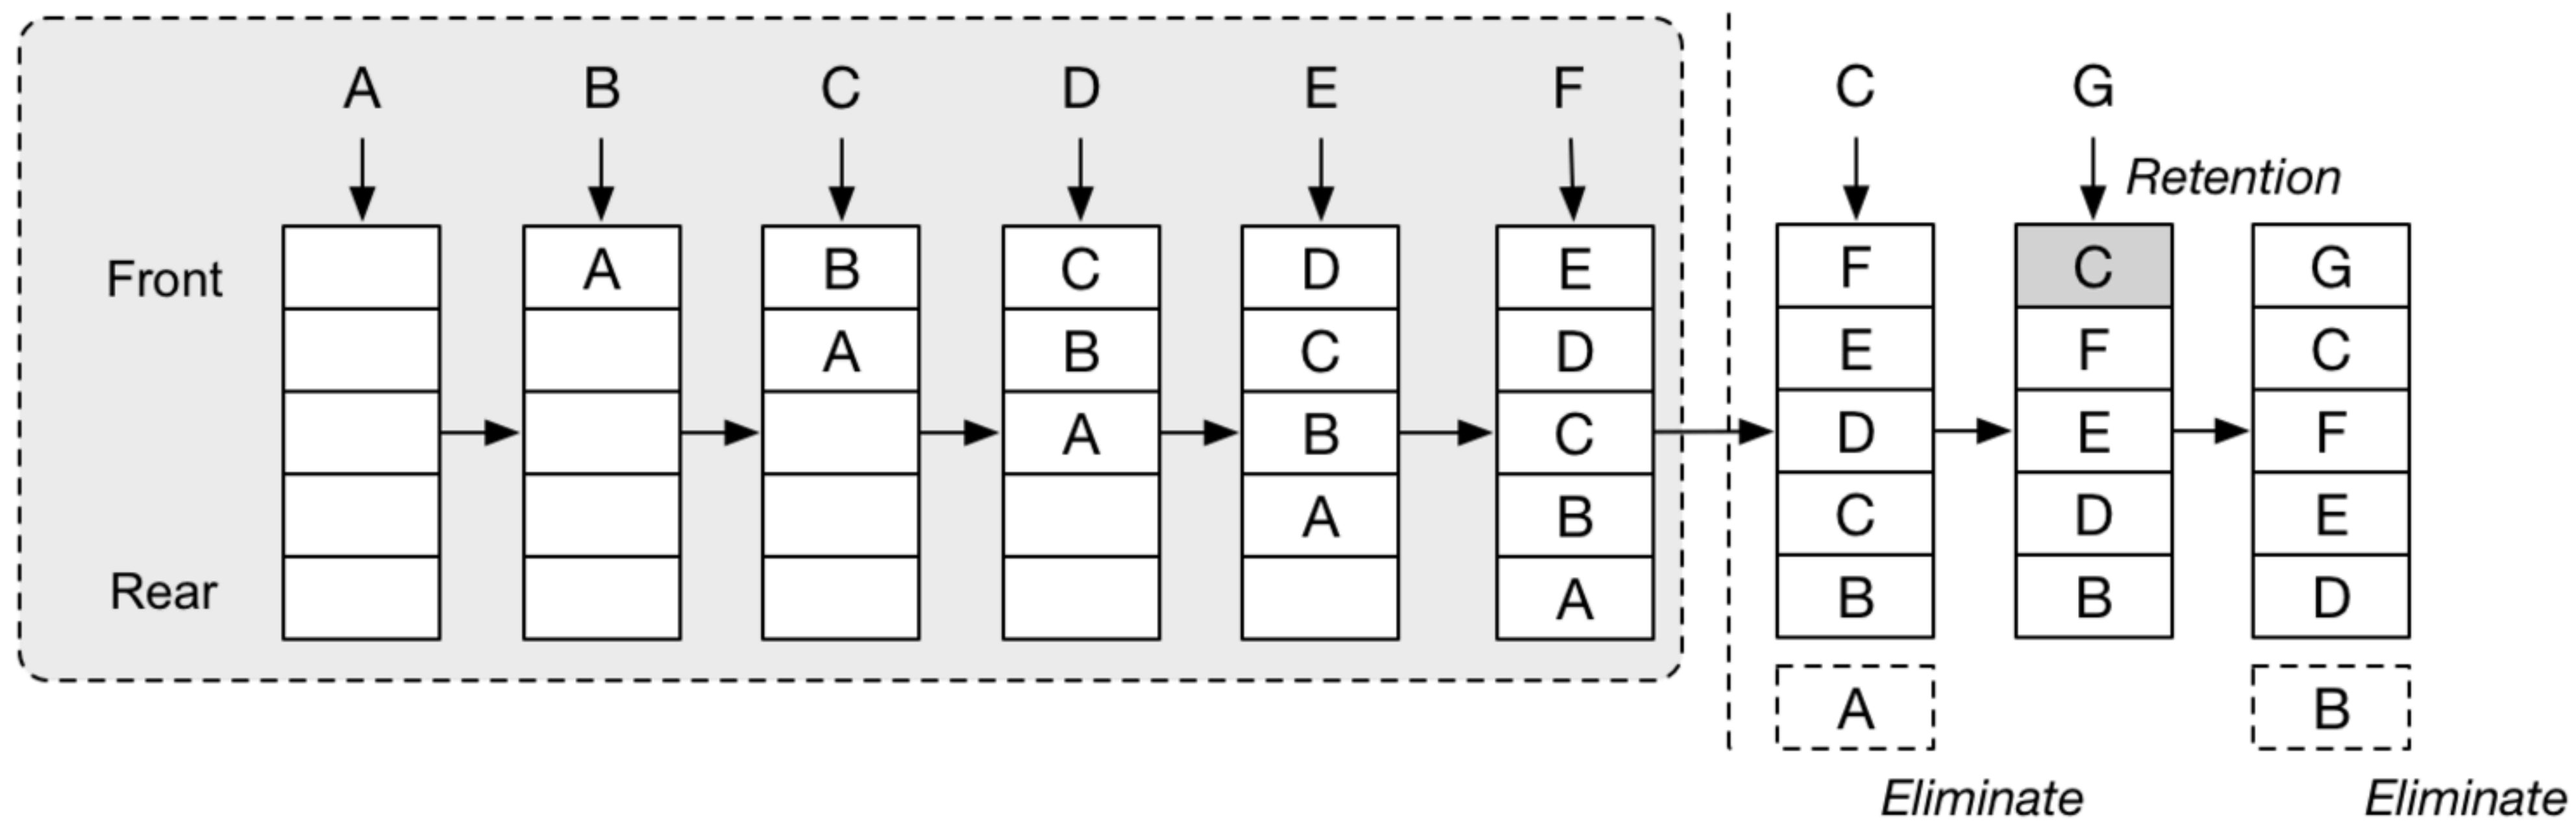 A B C D E F C G
Retention
Front A B C D E F C G
A B C D E F C
A B C D E F
A B C D E
Rear A B B D
A B
Eliminate Eliminate